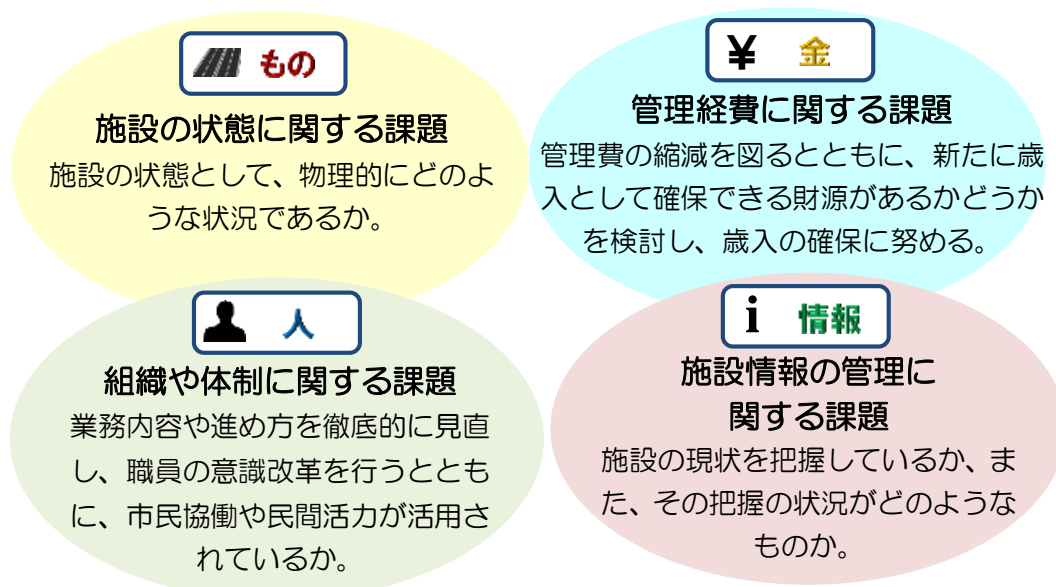 もの
施設の状態に関する課題
施設の状態として、物理的にどのよ
うな状況であるか。
¥ 金
管理経費に関する課題
管理費の縮減を図るとともに、新たに歳
入として確保できる財源があるかどうか
を検討し、歳入の確保に努める。
人
組織や体制に関する課題
業務内容や進め方を徹底的に見直
し、職員の意識改革を行うととも
に、市民協働や民間活力が活用さ
れているか。
i 情報
施設情報の管理に
関する課題
施設の現状を把握しているか、ま
た、その把握の状況がどのような
ものか。